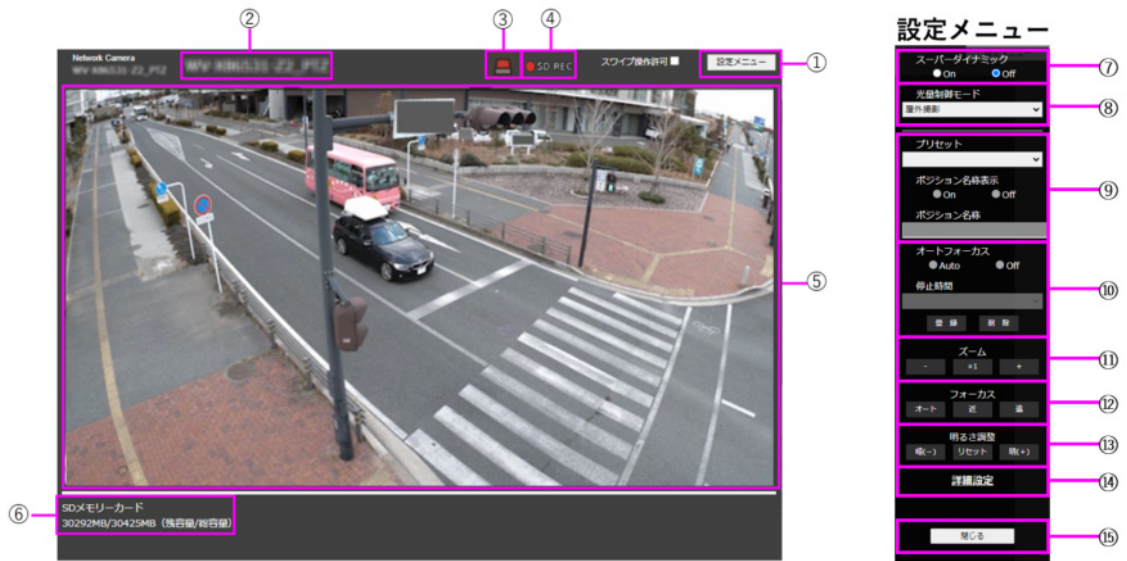 ②
③
④
設定メニュー
Network Camera
SD REC
スワイプ操作許可
設定メニュー
①
スーパーダイナミック
On Off
⑦
光量制御モード
屋外撮影
⑧
プリセット
ポジション名称表示
On Off
ポジション名称
⑨
オートフォーカス
Auto Off
停止時間
登 録 削 除
⑩
⑤
ズーム
- ×1 +
⑪
フォーカス
オート 近 遠
⑫
明るさ調整
暗(−) リセット 明(+)
⑬
詳細設定
⑭
SDメモリーカード
30292MB/30425MB（残容量/総容量）
⑥
閉じる
⑮